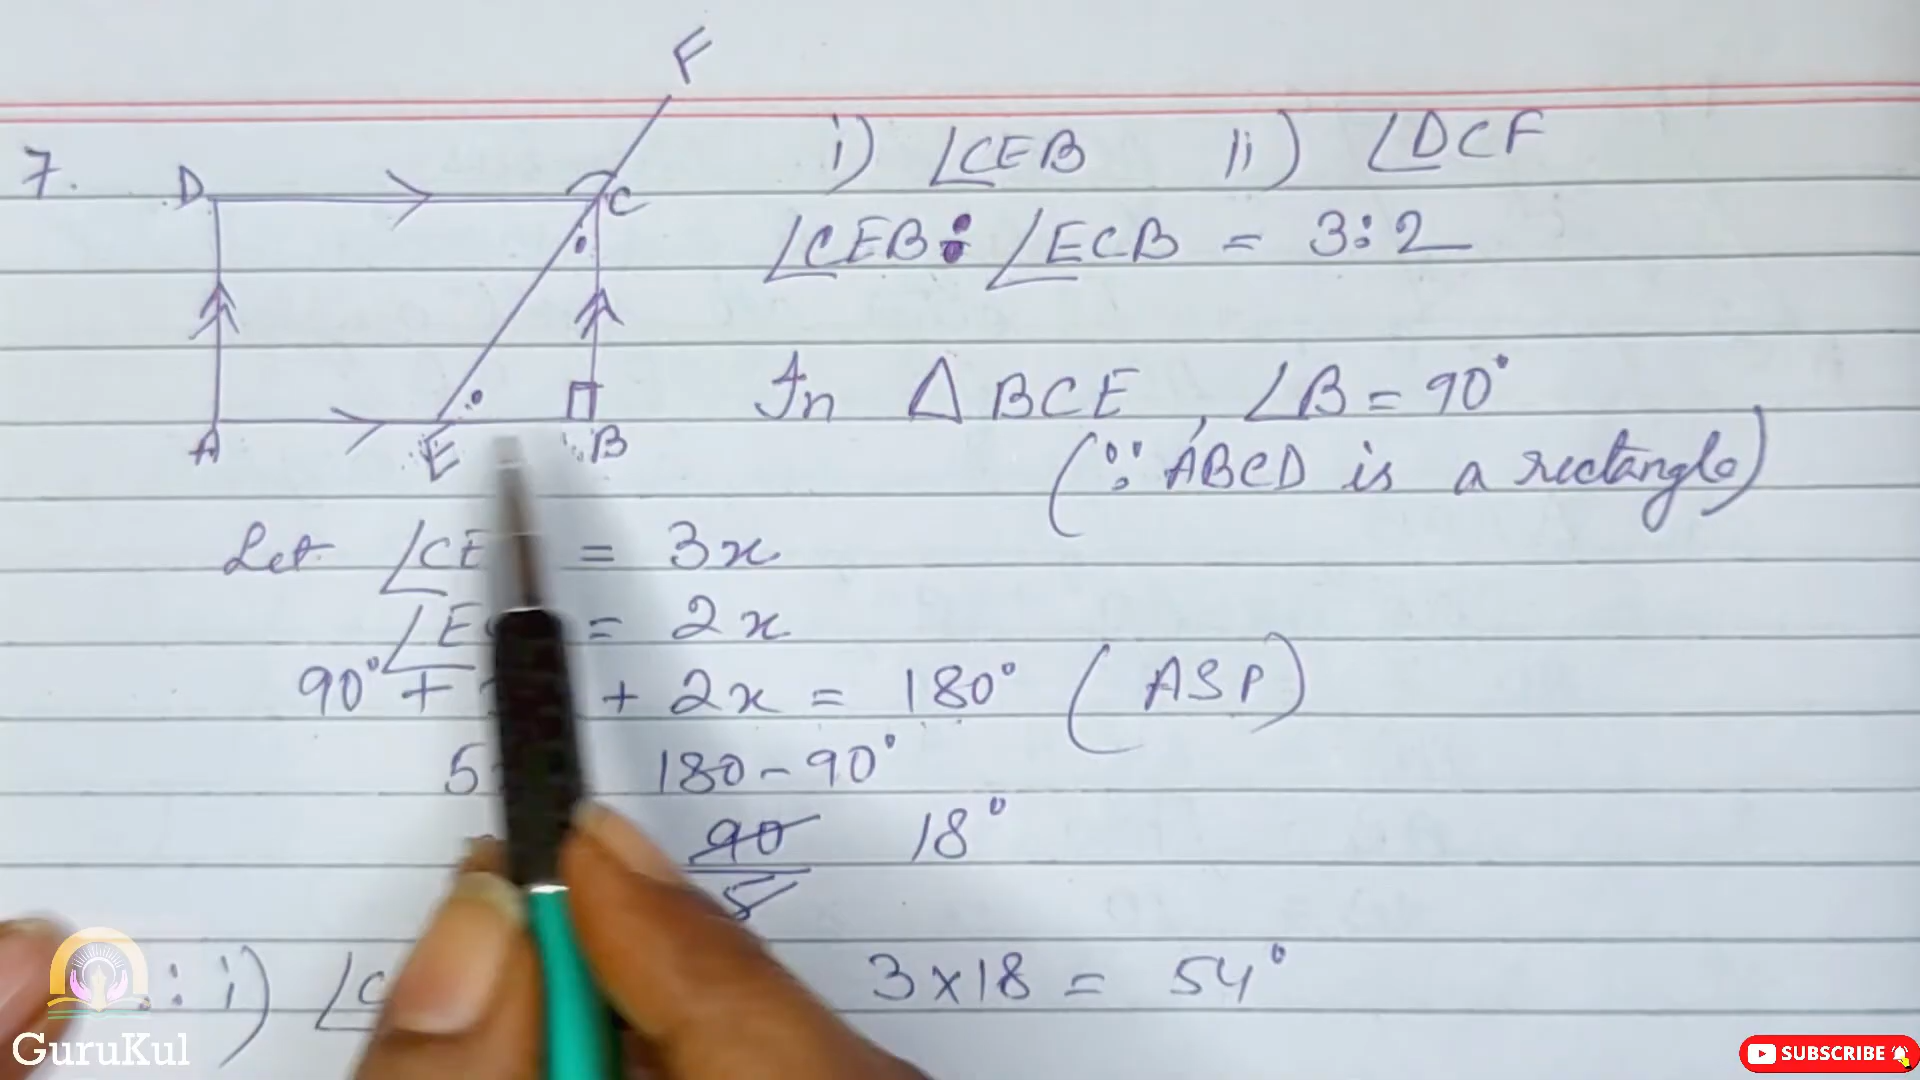 F
7. D C i) ∠CEB ii) ∠DCF
∠CEB : ∠ECB = 3:2
In △ BCE, ∠B = 90°
A E B (∵ ABCD is a rectangle)
Let ∠CE = 3x
∠E = 2x
90° + + 2x = 180° (ASP)
5 180 - 90°
90/5 18°
∴ i) ∠C 3 x 18 = 54°
GuruKul
SUBSCRIBE